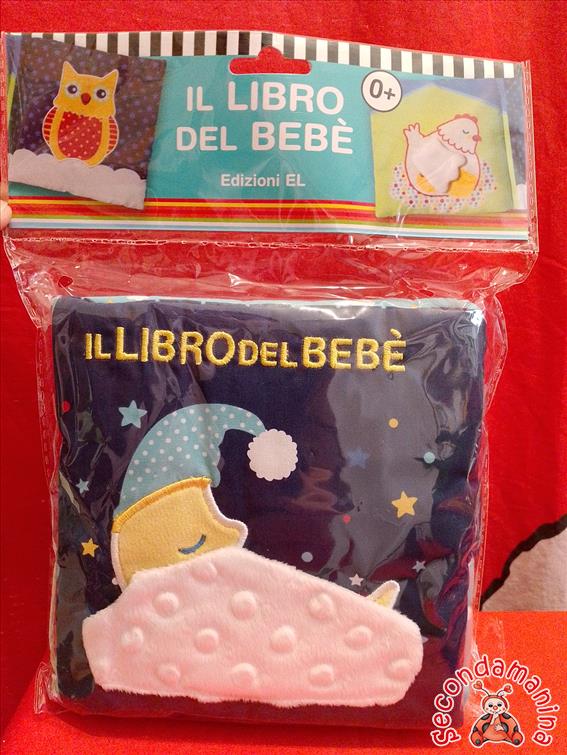 IL LIBRO
DEL BEBÈ
0+
Edizioni EL
IL LIBRO DEL BEBÈ
Secondamanina